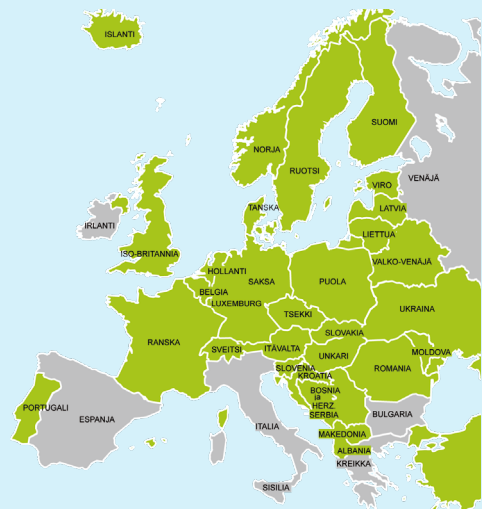 ISLANTI
SUOMI
NORJA
RUOTSI
VENÄJÄ
VIRO
TANSKA
LATVIA
IRLANTI
LIETTUA
ISO-BRITANNIA
VALKO-VENÄJÄ
HOLLANTI
SAKSA
PUOLA
BELGIA
LUXEMBURG
UKRAINA
TSEKKI
SLOVAKIA
RANSKA
SVEITSI
ITÄVALTA
UNKARI
MOLDOVA
SLOVENIA
ROMANIA
KROATIA
BOSNIA
ja
HERZ.
SERBIA
PORTUGALI
ESPANJA
BULGARIA
ITALIA
MAKEDONIA
ALBANIA
KREIKKA
SISILIA